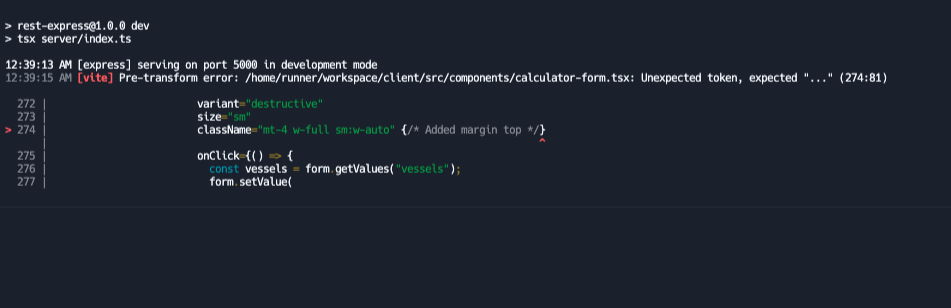 > rest-express@1.0.0 dev
> tsx server/index.ts
12:39:13 AM [express] serving on port 5000 in development mode
12:39:15 AM [vite] Pre-transform error: /home/runner/workspace/client/src/components/calculator-form.tsx: Unexpected token, expected "..." (274:81)
272 | variant="destructive"
273 | size="sm"
> 274 | className="mt-4 w-full sm:w-auto" {/* Added margin top */}
| ^
275 | onClick={() => {
276 | const vessels = form.getValues("vessels");
277 | form.setValue(